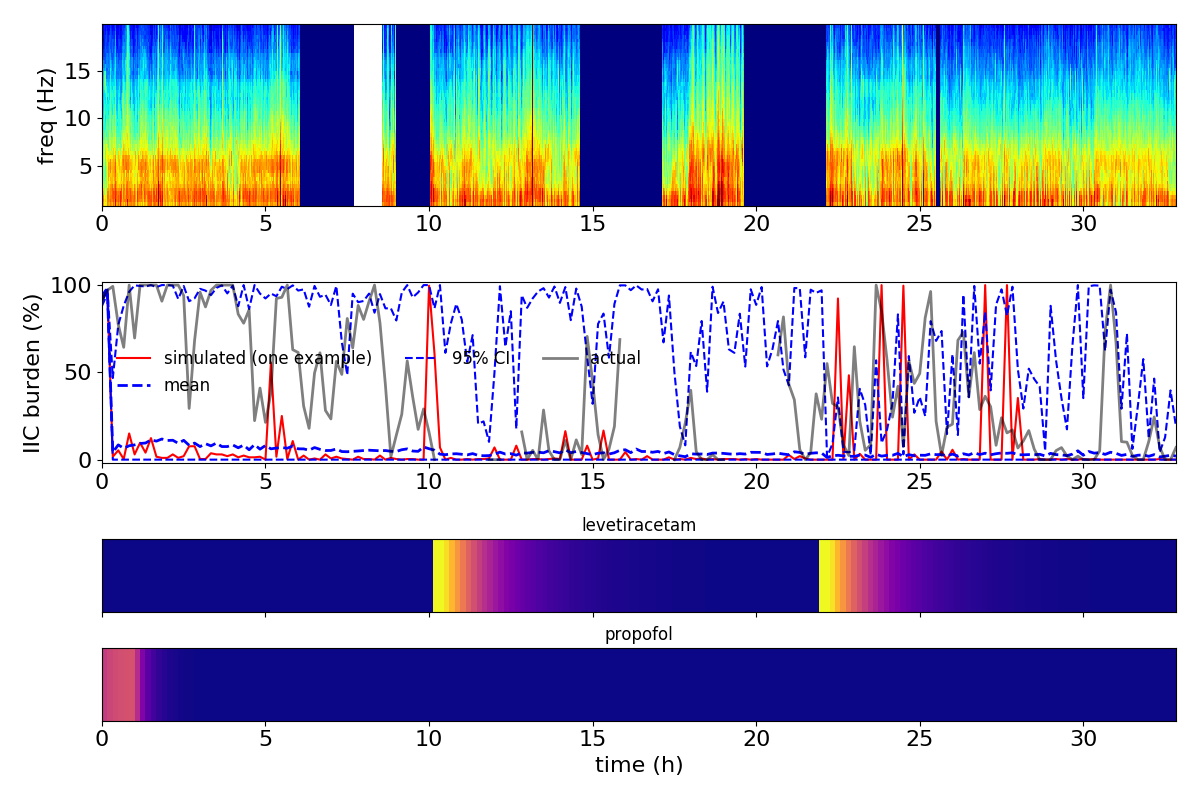 freq (Hz)
15
10
5
0 5 10 15 20 25 30
IIC burden (%)
100
50
0
simulated (one example) 95% CI actual
mean
0 5 10 15 20 25 30
levetiracetam
propofol
0 5 10 15 20 25 30
time (h)